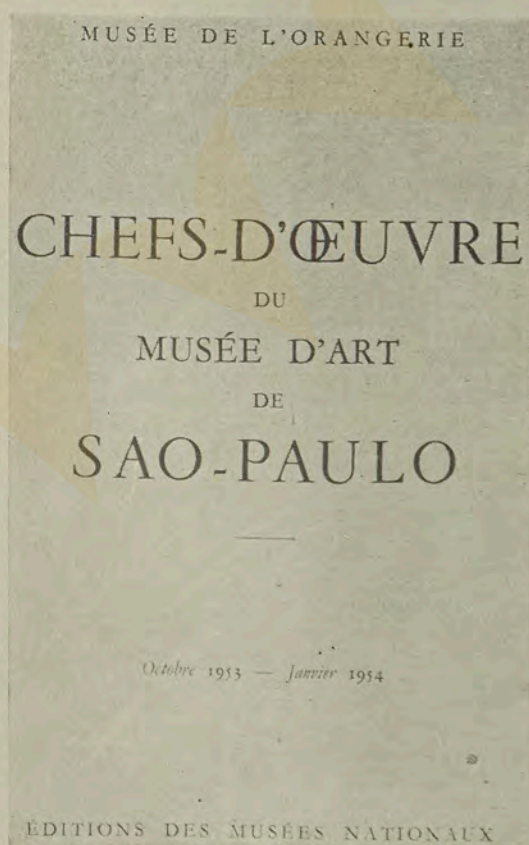 MUSÉE DE L'ORANGERIE
CHEFS-D'ŒUVRE
DU
MUSÉE D'ART
DE
SAO-PAULO
Octobre 1953 — Janvier 1954
ÉDITIONS DES MUSÉES NATIONAUX